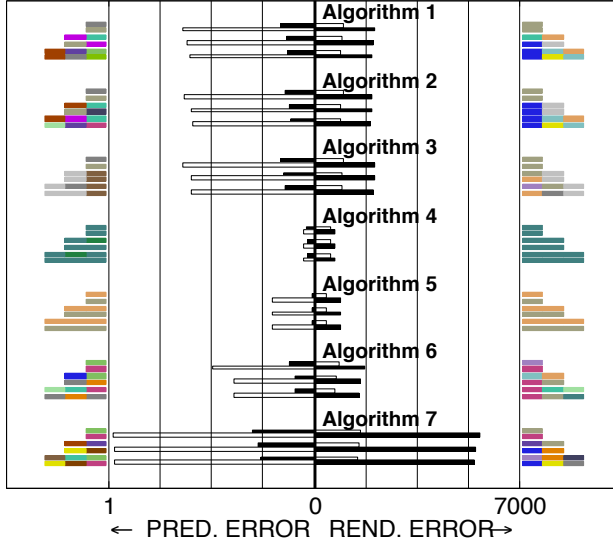 Algorithm 1
Algorithm 2
Algorithm 3
Algorithm 4
Algorithm 5
Algorithm 6
Algorithm 7
1 0 7000
← PRED. ERROR REND. ERROR →